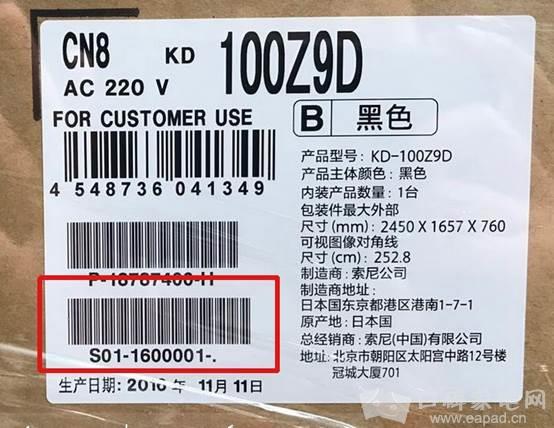 CN8 KD 100Z9D
AC 220 V
FOR CUSTOMER USE
B 黑色
4 548736 041349
P-18787400-H
S01-1600001-.
生产日期: 2016 年 11月 11日
产品型号: KD-100Z9D
产品主体颜色: 黑色
内装产品数量: 1台
包装件最大外部
尺寸 (mm): 2450 X 1657 X 760
可视图像对角线
尺寸 (cm): 252.8
制造商: 索尼公司
制造商地址:
日本国东京都港区港南1-7-1
原产地: 日本国
总经销商: 索尼(中国)有限公司
地址: 北京市朝阳区太阳宫中路12号
冠城大厦701
www.eapad.cn